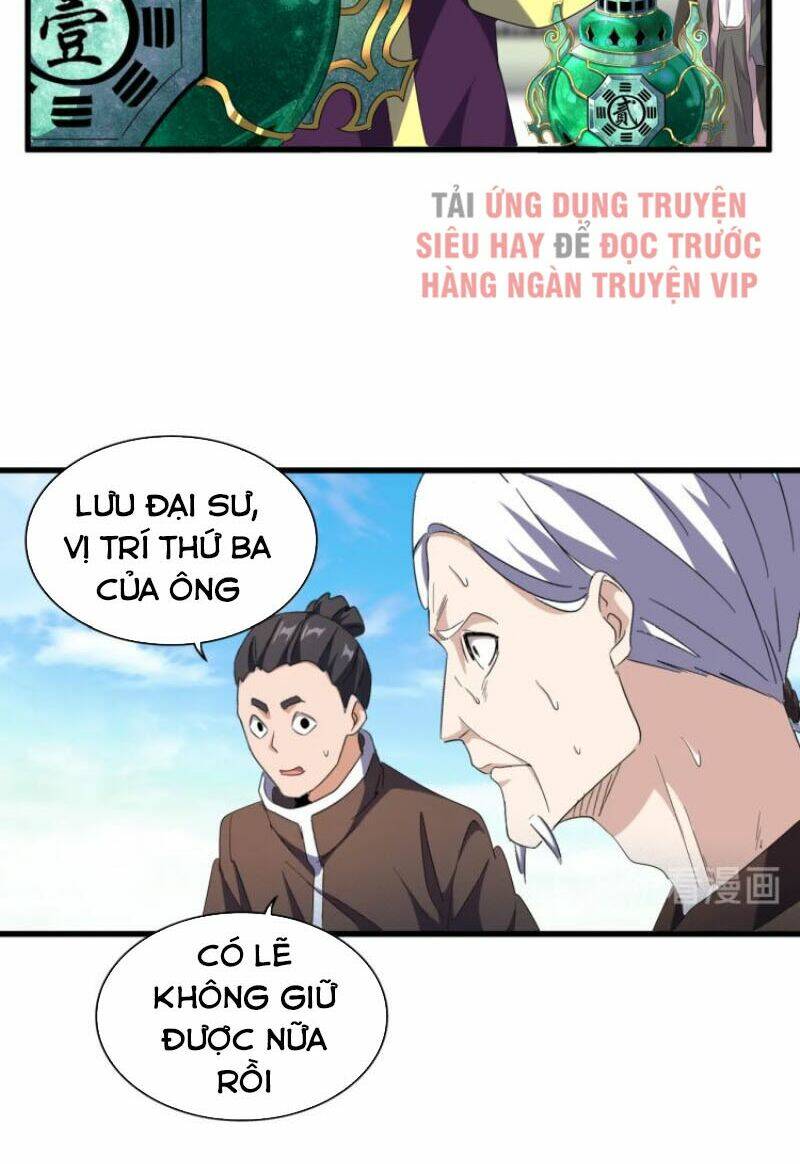 壹
貳
TẢI ỨNG DỤNG TRUYỆN
SIÊU HAY ĐỂ ĐỌC TRƯỚC
HÀNG NGÀN TRUYỆN VIP
LƯU ĐẠI SƯ,
VỊ TRÍ THỨ BA
CỦA ÔNG
看漫画
CÓ LẼ
KHÔNG GIỮ
ĐƯỢC NỮA
RỒI